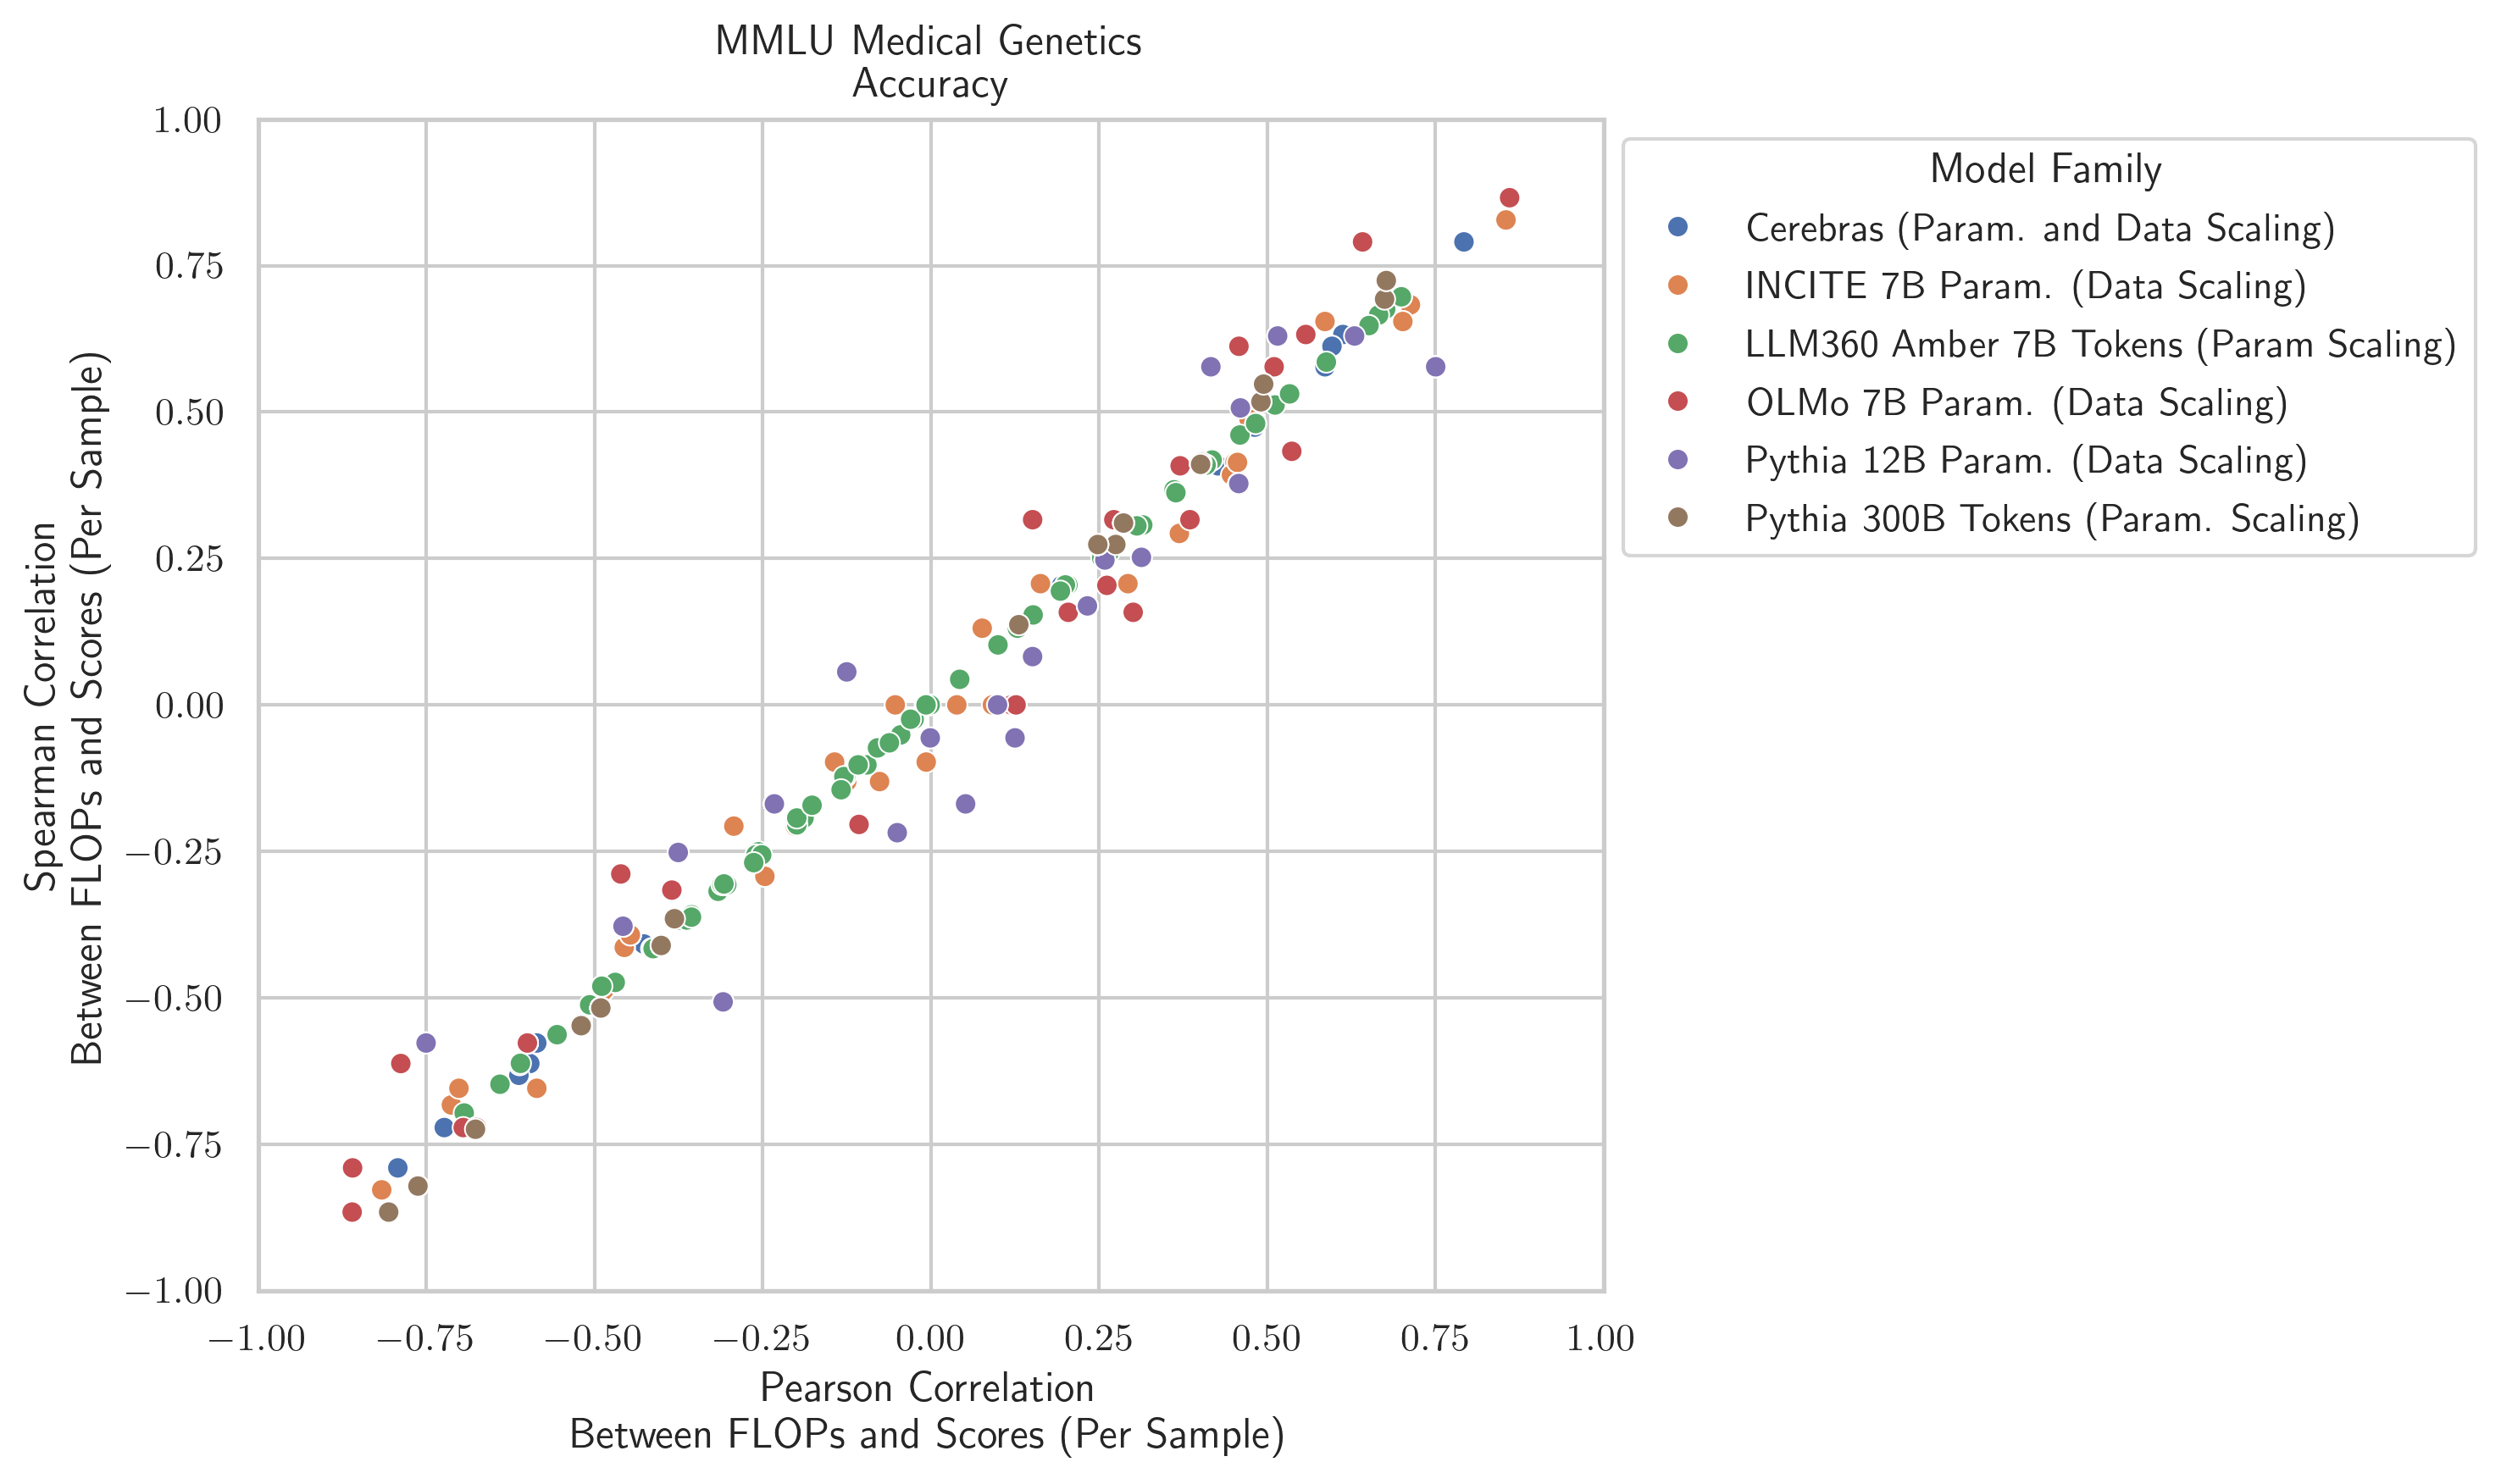 MMLU Medical Genetics
Accuracy
1.00
0.75
0.50
0.25
0.00
−0.25
−0.50
−0.75
−1.00
Spearman Correlation
Between FLOPs and Scores (Per Sample)
−1.00
−0.75
−0.50
−0.25
0.00
0.25
0.50
0.75
1.00
Pearson Correlation
Between FLOPs and Scores (Per Sample)
Model Family
Cerebras (Param. and Data Scaling)
INCITE 7B Param. (Data Scaling)
LLM360 Amber 7B Tokens (Param Scaling)
OLMo 7B Param. (Data Scaling)
Pythia 12B Param. (Data Scaling)
Pythia 300B Tokens (Param. Scaling)